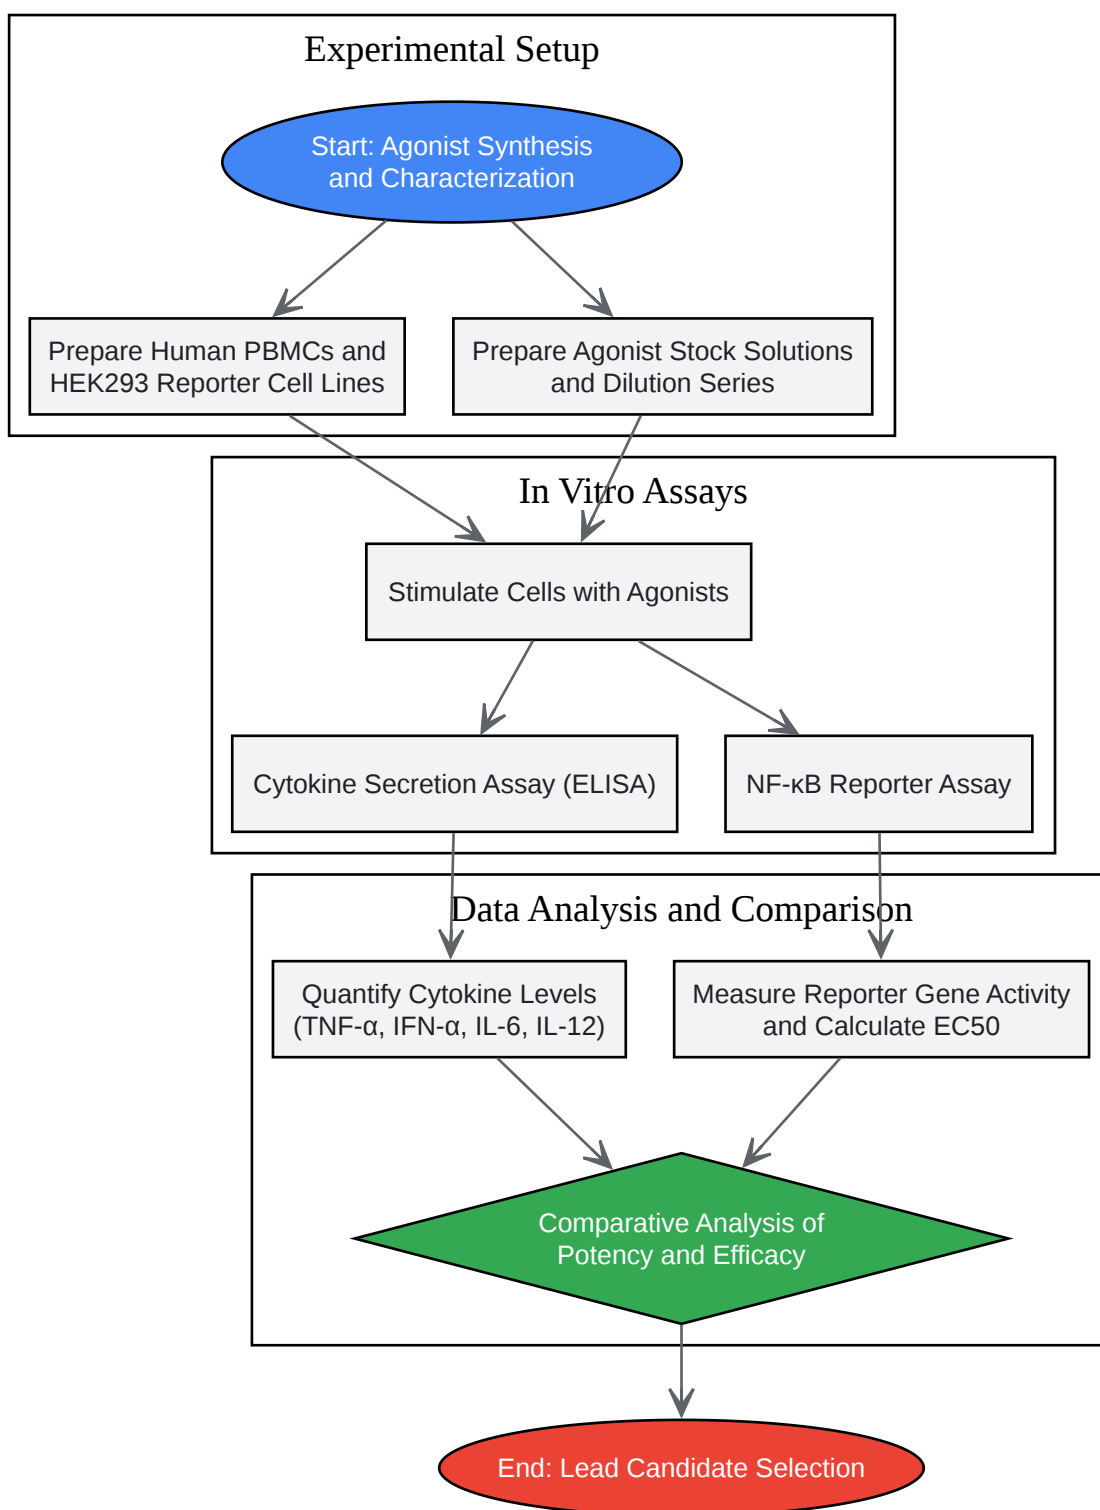 Experimental Setup
Start: Agonist Synthesis
and Characterization
Prepare Human PBMCs and
HEK293 Reporter Cell Lines
Prepare Agonist Stock Solutions
and Dilution Series
In Vitro Assays
Stimulate Cells with Agonists
Cytokine Secretion Assay (ELISA)
NF-κB Reporter Assay
Data Analysis and Comparison
Quantify Cytokine Levels
(TNF-α, IFN-α, IL-6, IL-12)
Measure Reporter Gene Activity
and Calculate EC50
Comparative Analysis of
Potency and Efficacy
End: Lead Candidate Selection